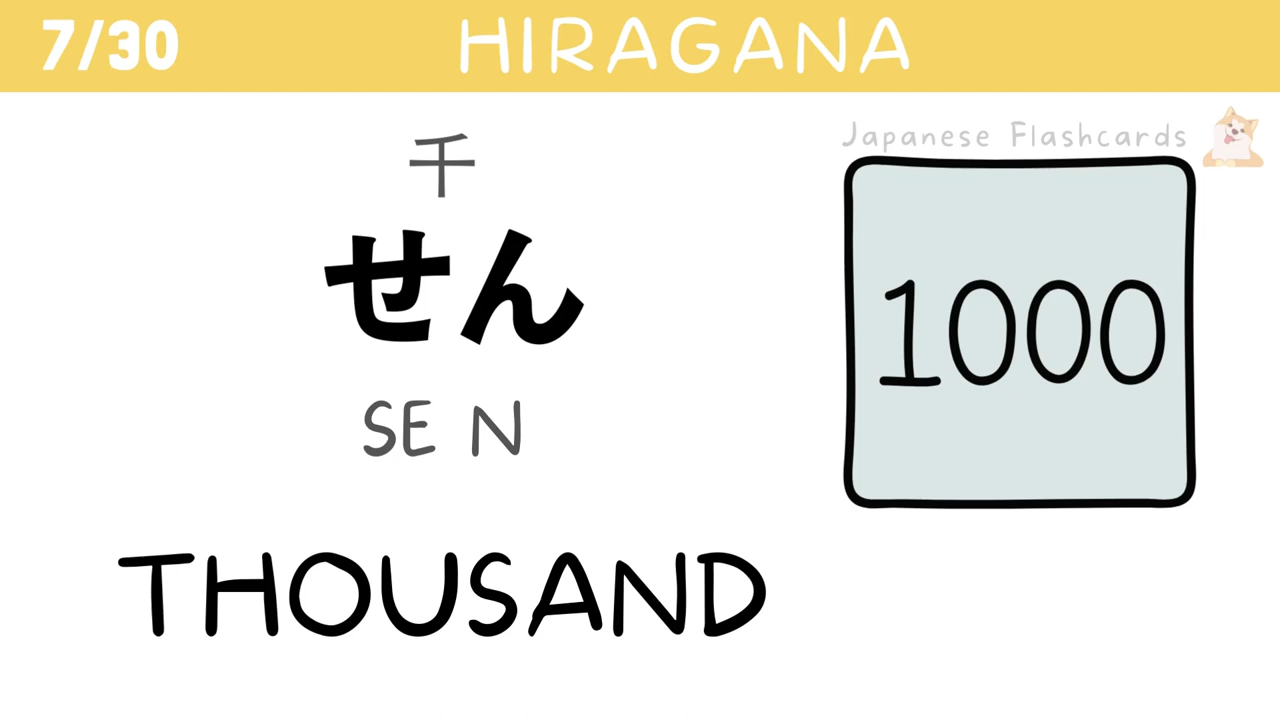 7/30
HIRAGANA
Japanese Flashcards
千
せん
SE N
1000
THOUSAND